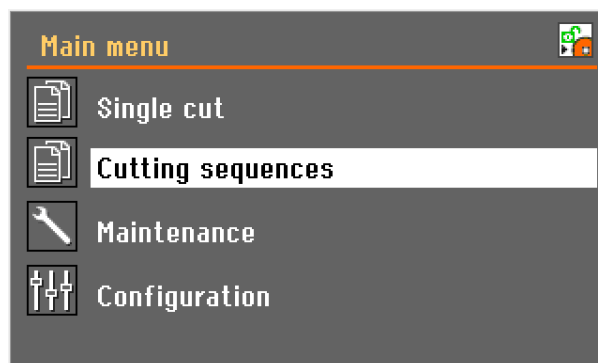 Main menu
Single cut
Cutting sequences
Maintenance
Configuration